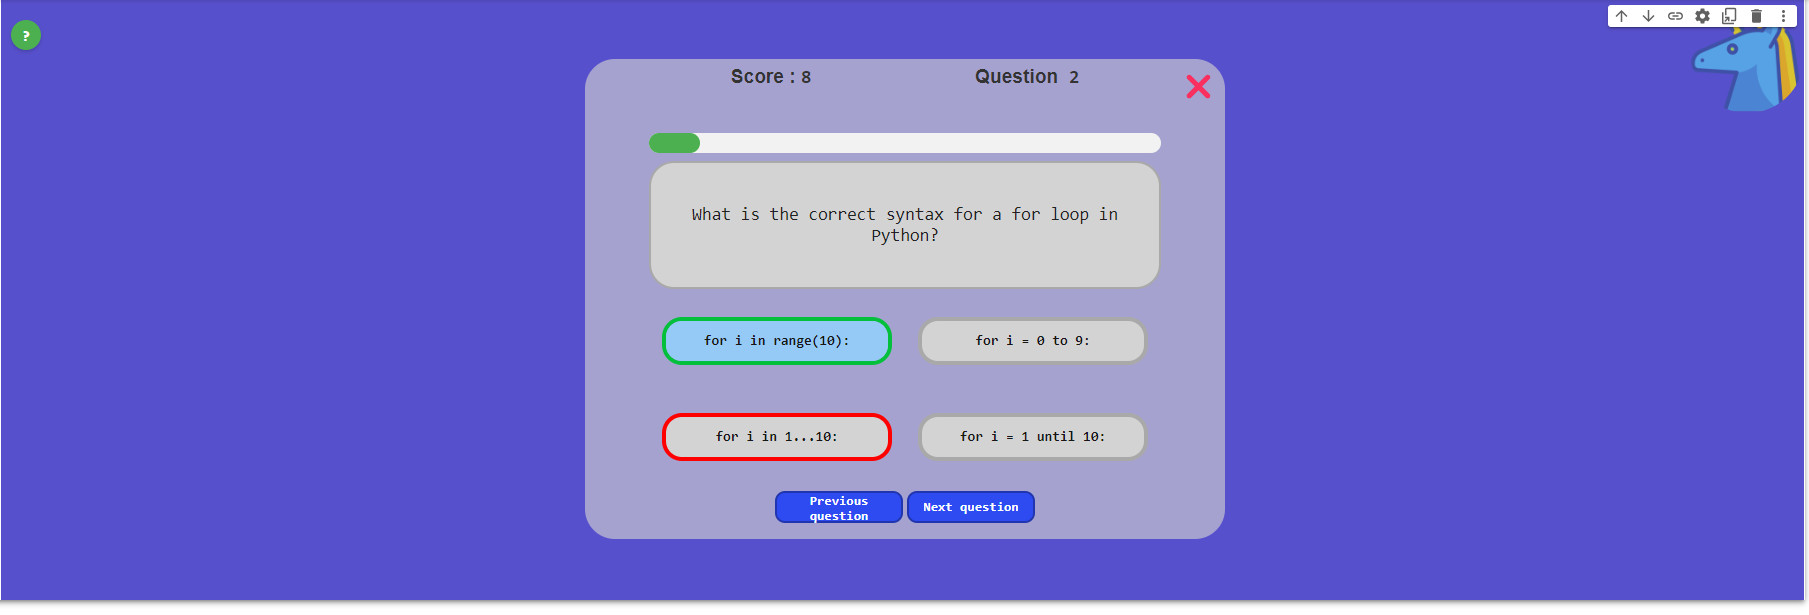 ?
Score : 8
Question 2
What is the correct syntax for a for loop in
Python?
for i in range(10):
for i = 0 to 9:
for i in 1...10:
for i = 1 until 10:
Previous
question
Next question